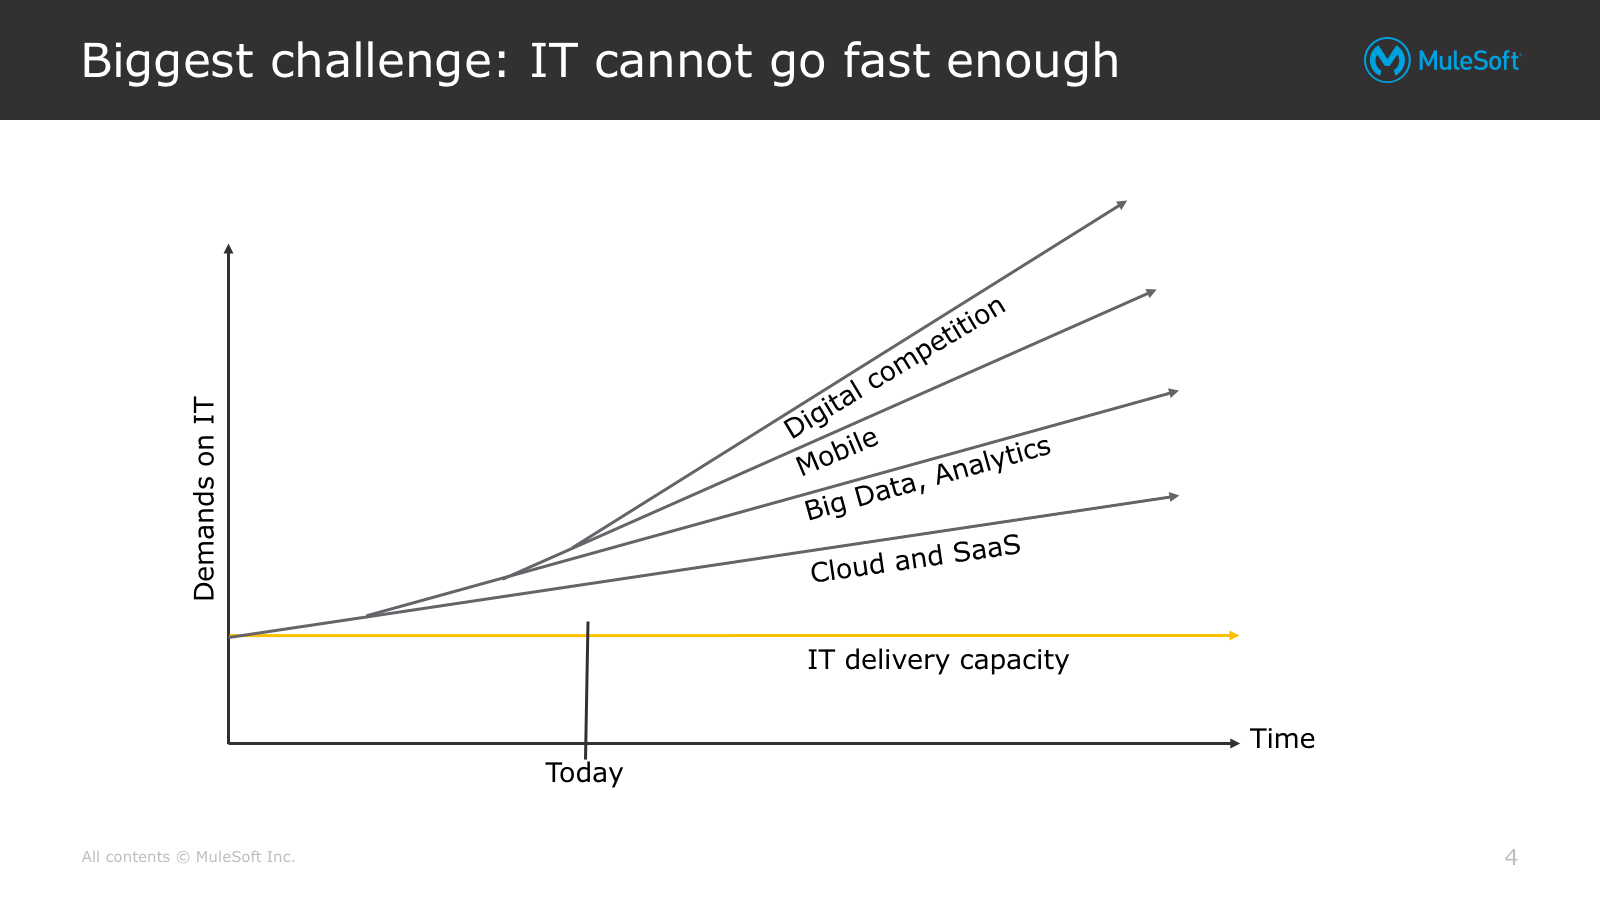 Biggest challenge: IT cannot go fast enough
MuleSoft
Digital competition
Mobile
Big Data, Analytics
Cloud and SaaS
Demands on IT
IT delivery capacity
Time
Today
All contents © MuleSoft Inc.
4